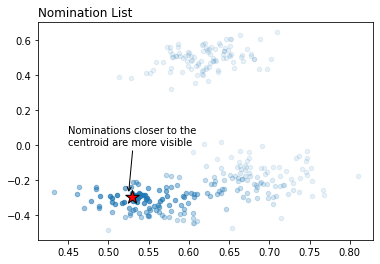 Nomination List
0.6
0.4
0.2
0.0
−0.2
−0.4
Nominations closer to the
centroid are more visible
0.45 0.50 0.55 0.60 0.65 0.70 0.75 0.80